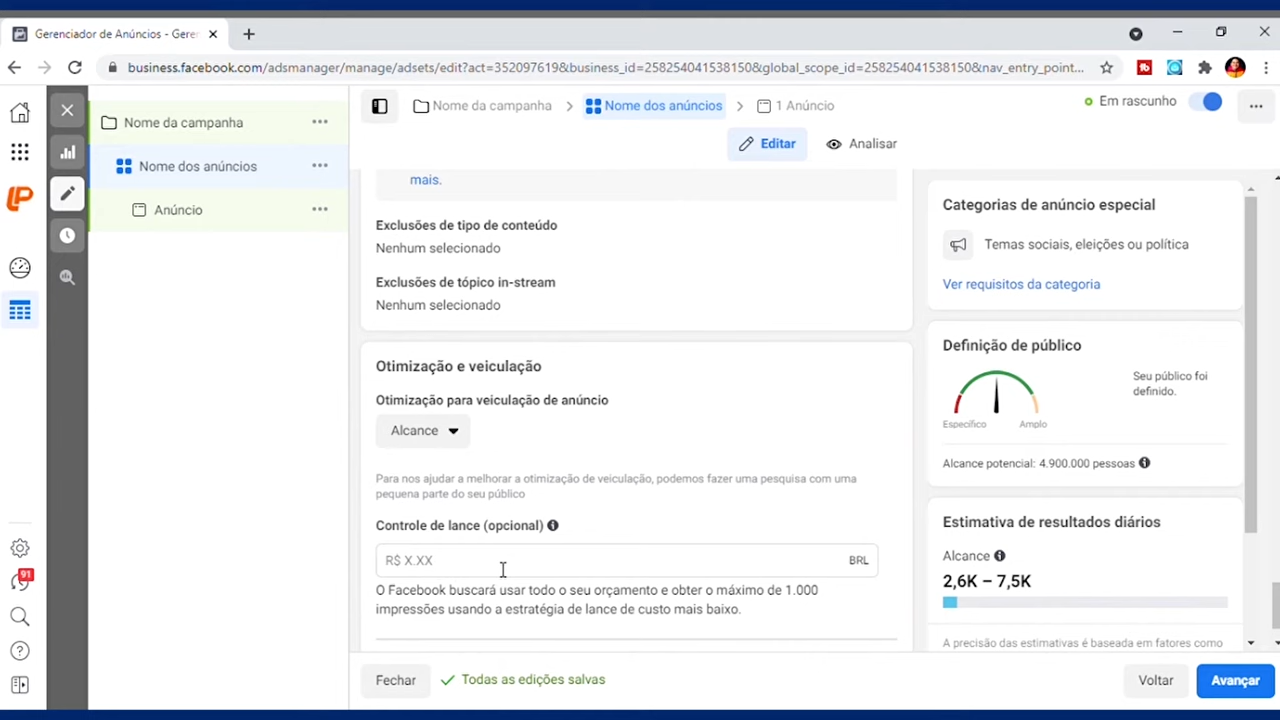 Gerenciador de Anúncios - Geren
business.facebook.com/adsmanager/manage/adsets/edit?act=352097619&business_id=258254041538150&global_scope_id=258254041538150&nav_entry_point...
Nome da campanha
Nome dos anúncios
Anúncio
91
Nome da campanha
Nome dos anúncios
1 Anúncio
Em rascunho
Editar
Analisar
mais.
Exclusões de tipo de conteúdo
Nenhum selecionado
Exclusões de tópico in-stream
Nenhum selecionado
Otimização e veiculação
Otimização para veiculação de anúncio
Alcance
Para nos ajudar a melhorar a otimização de veiculação, podemos fazer uma pesquisa com uma
pequena parte do seu público
Controle de lance (opcional)
R$ X.XX
BRL
O Facebook buscará usar todo o seu orçamento e obter o máximo de 1.000
impressões usando a estratégia de lance de custo mais baixo.
Categorias de anúncio especial
Temas sociais, eleições ou política
Ver requisitos da categoria
Definição de público
Específico
Amplo
Seu público foi
definido.
Alcance potencial: 4.900.000 pessoas
Estimativa de resultados diários
Alcance
2,6K – 7,5K
A precisão das estimativas é baseada em fatores como
Fechar
Todas as edições salvas
Voltar
Avançar